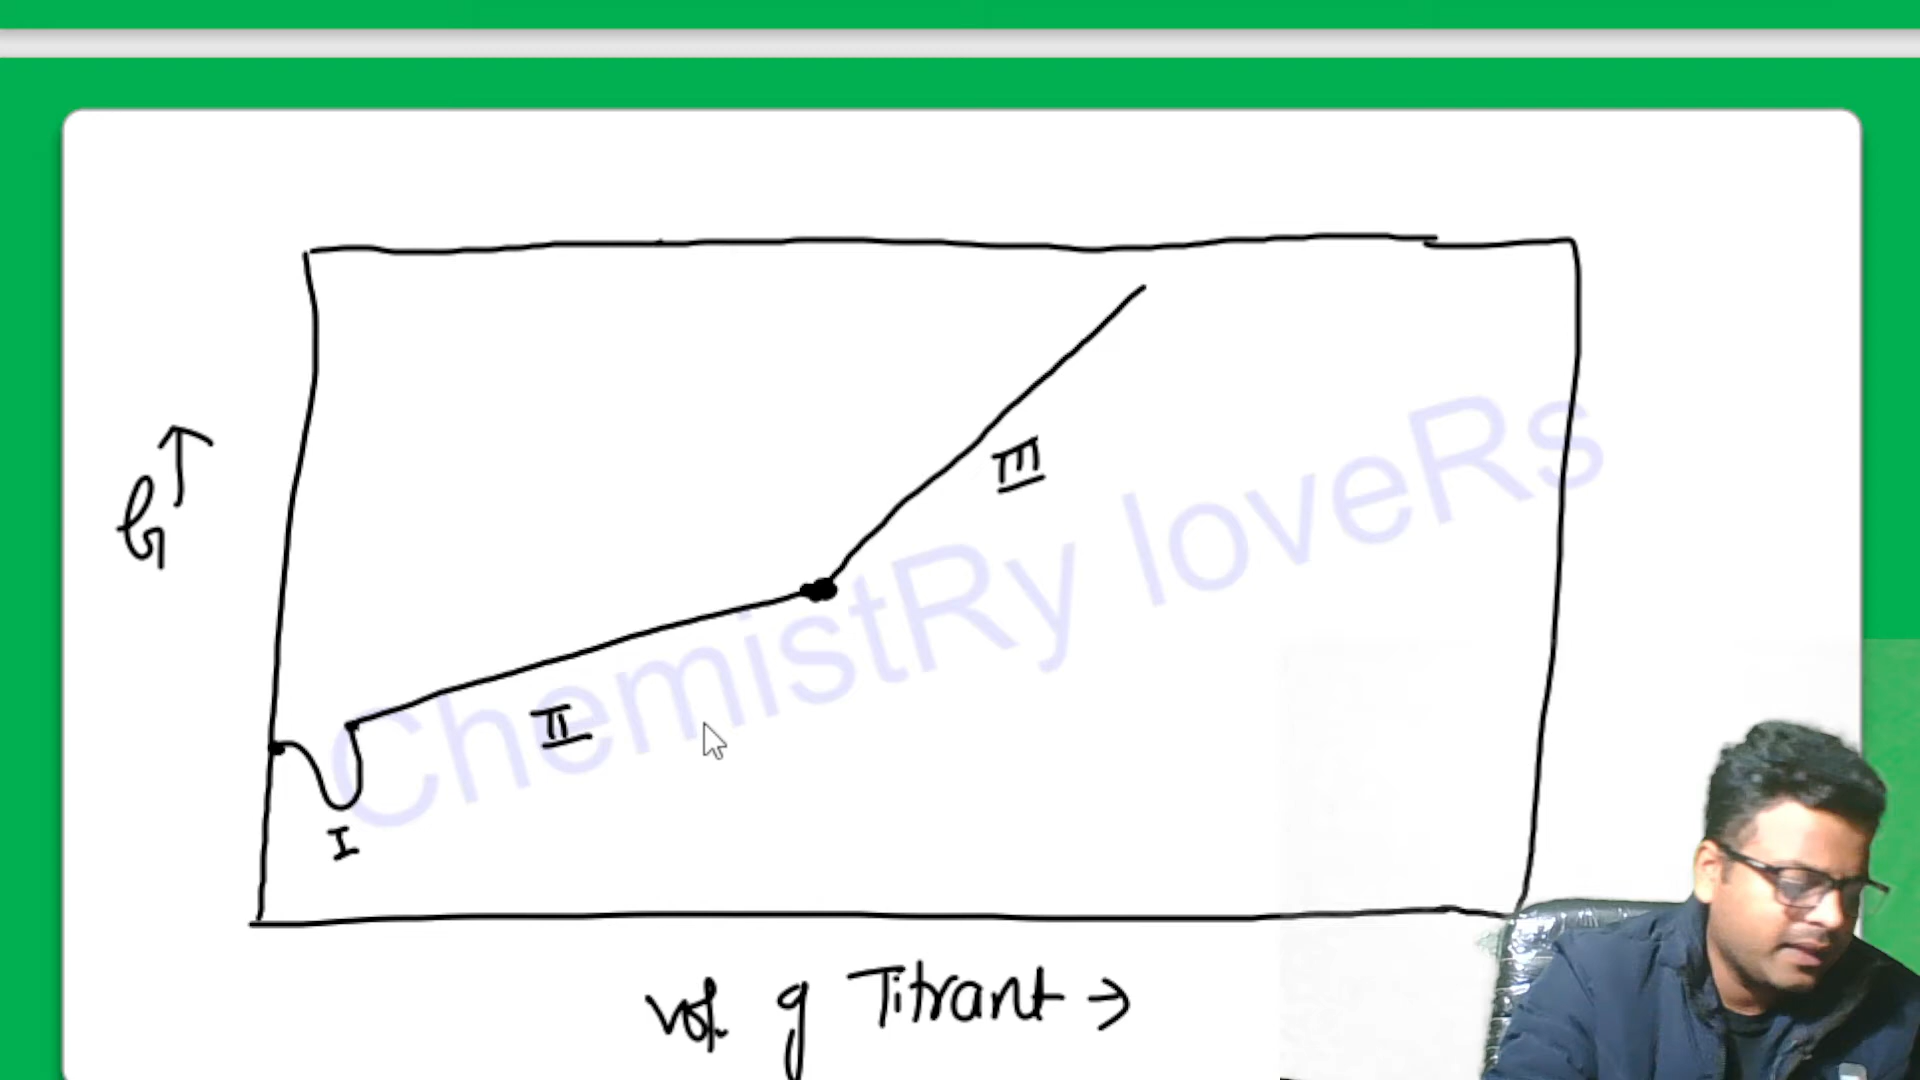 G
III
II
I
vol. of Titrant →
ChemistRy loveRs